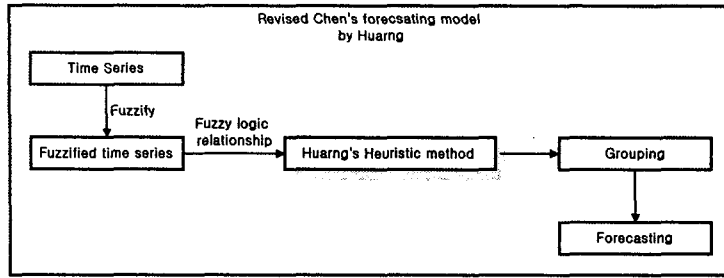 Revised Chen's forecsating model
by Huarng
Time Series
Fuzzify
Fuzzified time series
Fuzzy logic
relationship
Huarng's Heuristic method
Grouping
Forecasting